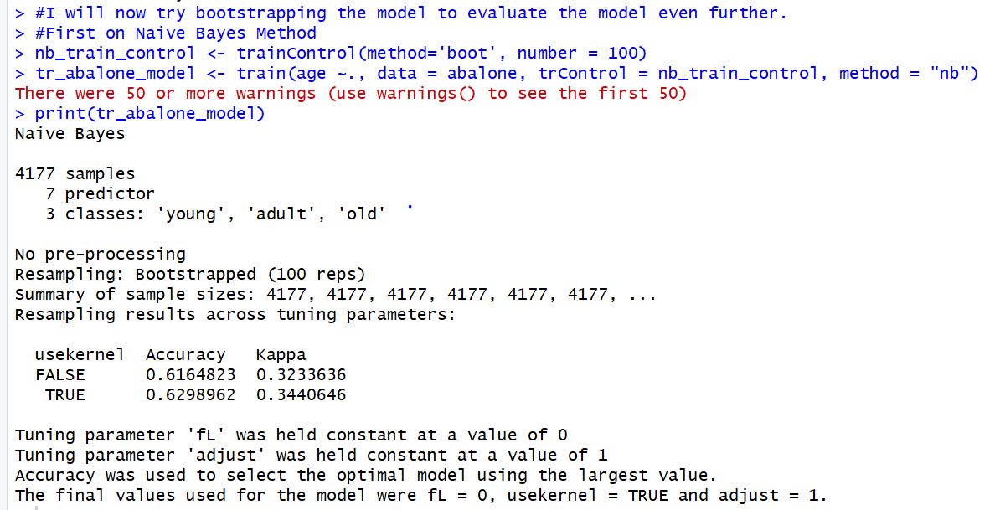 > #I will now try bootstrapping the model to evaluate the model even further.
> #First on Naive Bayes Method
> nb_train_control <- trainControl(method='boot', number = 100)
> tr_abalone_model <- train(age ~., data = abalone, trControl = nb_train_control, method = "nb")
There were 50 or more warnings (use warnings() to see the first 50)
> print(tr_abalone_model)
Naive Bayes

4177 samples
   7 predictor
   3 classes: 'young', 'adult', 'old'

No pre-processing
Resampling: Bootstrapped (100 reps)
Summary of sample sizes: 4177, 4177, 4177, 4177, 4177, 4177, ...
Resampling results across tuning parameters:

  usekernel  Accuracy   Kappa
  FALSE      0.6164823  0.3233636
   TRUE      0.6298962  0.3440646

Tuning parameter 'fL' was held constant at a value of 0
Tuning parameter 'adjust' was held constant at a value of 1
Accuracy was used to select the optimal model using the largest value.
The final values used for the model were fL = 0, usekernel = TRUE and adjust = 1.